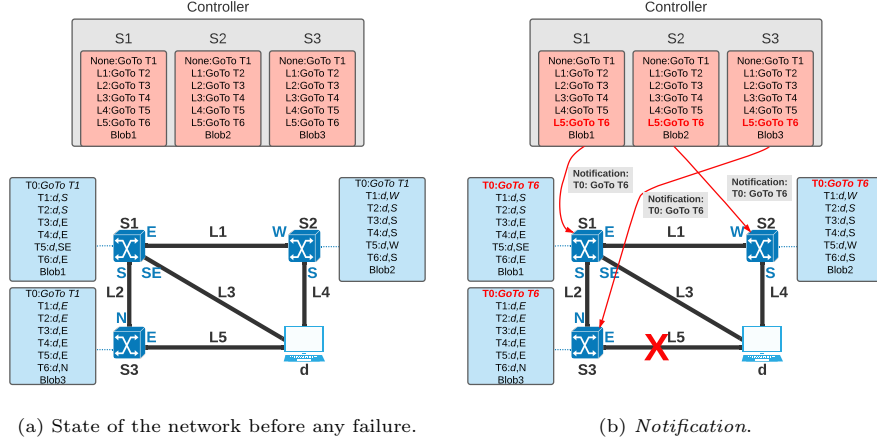 Controller
S1 S2 S3
None:GoTo T1
L1:GoTo T2
L2:GoTo T3
L3:GoTo T4
L4:GoTo T5
L5:GoTo T6
Blob1
None:GoTo T1
L1:GoTo T2
L2:GoTo T3
L3:GoTo T4
L4:GoTo T5
L5:GoTo T6
Blob2
None:GoTo T1
L1:GoTo T2
L2:GoTo T3
L3:GoTo T4
L4:GoTo T5
L5:GoTo T6
Blob3
T0:GoTo T1
T1:d,S
T2:d,S
T3:d,E
T4:d,E
T5:d,SE
T6:d,E
Blob1
T0:GoTo T1
T1:d,W
T2:d,S
T3:d,S
T4:d,S
T5:d,W
T6:d,S
Blob2
T0:GoTo T1
T1:d,E
T2:d,E
T3:d,E
T4:d,E
T5:d,E
T6:d,N
Blob3
S1 S2
E L1 W
S SE S
L2 L3 L4
N
E L5
S3 d
(a) State of the network before any failure.
Controller
S1 S2 S3
None:GoTo T1
L1:GoTo T2
L2:GoTo T3
L3:GoTo T4
L4:GoTo T5
L5:GoTo T6
Blob1
None:GoTo T1
L1:GoTo T2
L2:GoTo T3
L3:GoTo T4
L4:GoTo T5
L5:GoTo T6
Blob2
None:GoTo T1
L1:GoTo T2
L2:GoTo T3
L3:GoTo T4
L4:GoTo T5
L5:GoTo T6
Blob3
Notification:
T0: GoTo T6
Notification:
T0: GoTo T6
Notification:
T0: GoTo T6
T0:GoTo T6
T1:d,S
T2:d,S
T3:d,E
T4:d,E
T5:d,SE
T6:d,E
Blob1
T0:GoTo T6
T1:d,W
T2:d,S
T3:d,S
T4:d,S
T5:d,W
T6:d,S
Blob2
T0:GoTo T6
T1:d,E
T2:d,E
T3:d,E
T4:d,E
T5:d,E
T6:d,N
Blob3
S1 S2
E L1 W
S SE S
L2 L3 L4
N
E X L5
S3 d
(b) Notification.